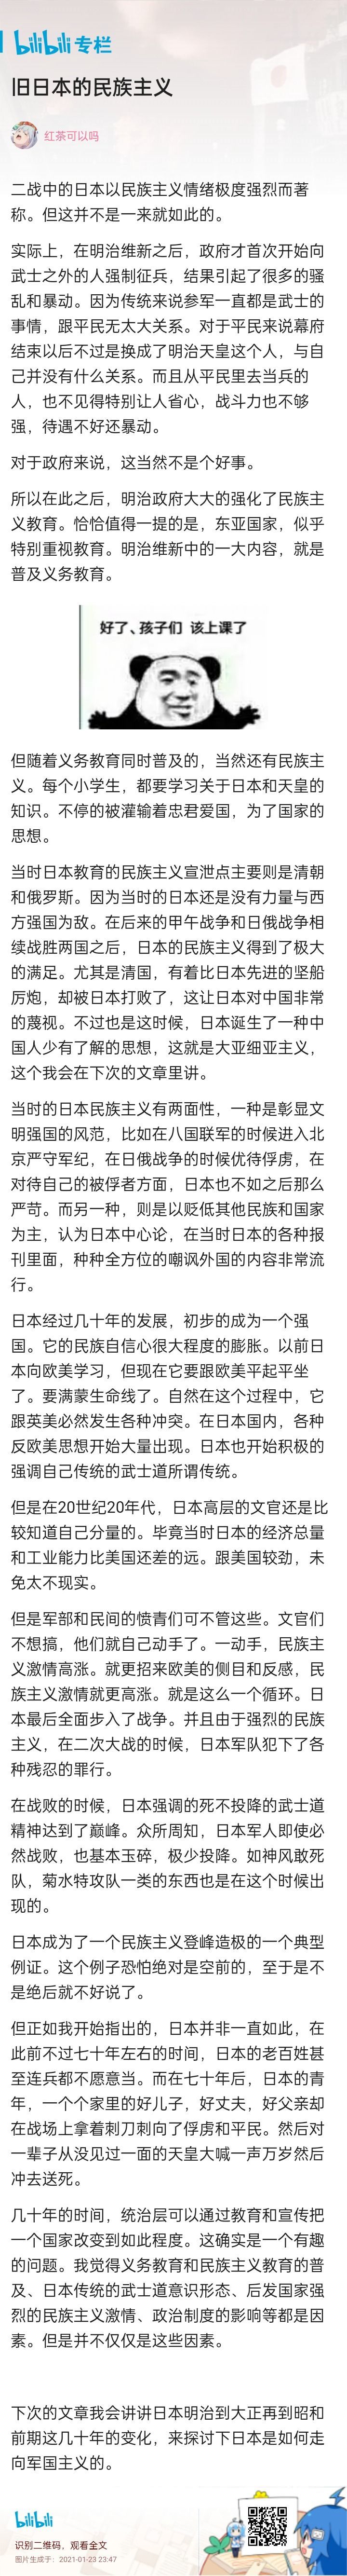 bilibili 专栏
旧日本的民族主义
红茶可以吗
二战中的日本以民族主义情绪极度强烈而著
称。但这并不是一来就如此的。
实际上，在明治维新之后，政府才首次开始向
武士之外的人强制征兵，结果引起了很多的骚
乱和暴动。因为传统来说参军一直都是武士的
事情，跟平民无太大关系。对于平民来说幕府
结束以后不过是换成了明治天皇这个人，与自
己并没有什么关系。而且从平民里去当兵的
人，也不见得特别让人省心，战斗力也不够
强，待遇不好还暴动。
对于政府来说，这当然不是个好事。
所以在此之后，明治政府大大的强化了民族主
义教育。恰恰值得一提的是，东亚国家，似乎
特别重视教育。明治维新中的一大内容，就是
普及义务教育。
好了、孩子们 该上课了
但随着义务教育同时普及的，当然还有民族主
义。每个小学生，都要学习关于日本和天皇的
知识。不停的被灌输着忠君爱国，为了国家的
思想。
当时日本教育的民族主义宣泄点主要则是清朝
和俄罗斯。因为当时的日本还是没有力量与西
方强国为敌。在后来的甲午战争和日俄战争相
续战胜两国之后，日本的民族主义得到了极大
的满足。尤其是清国，有着比日本先进的坚船
厉炮，却被日本打败了，这让日本对中国非常
的蔑视。不过也是这时候，日本诞生了一种中
国人少有了解的思想，这就是大亚细亚主义，
这个我会在下次的文章里讲。
当时的日本民族主义有两面性，一种是彰显文
明强国的风范，比如在八国联军的时候进入北
京严守军纪，在日俄战争的时候优待俘虏，在
对待自己的被俘者方面，日本也不如之后那么
严苛。而另一种，则是以贬低其他民族和国家
为主，认为日本中心论，在当时日本的各种报
刊里面，种种全方位的嘲讽外国的内容非常流
行。
日本经过几十年的发展，初步的成为一个强
国。它的民族自信心很大程度的膨胀。以前日
本向欧美学习，但现在它要跟欧美平起平坐
了。要满蒙生命线了。自然在这个过程中，它
跟英美必然发生各种冲突。在日本国内，各种
反欧美思想开始大量出现。日本也开始积极的
强调自己传统的武士道所谓传统。
但是在20世纪20年代，日本高层的文官还是比
较知道自己分量的。毕竟当时日本的经济总量
和工业能力比美国还差的远。跟美国较劲，未
免太不现实。
但是军部和民间的愤青们可不管这些。文官们
不想搞，他们就自己动手了。一动手，民族主
义激情高涨。就更招来欧美的侧目和反感，民
族主义激情就更高涨。就是这么一个循环。日
本最后全面步入了战争。并且由于强烈的民族
主义，在二次大战的时候，日本军队犯下了各
种残忍的罪行。
在战败的时候，日本强调的死不投降的武士道
精神达到了巅峰。众所周知，日本军人即使必
然战败，也基本玉碎，极少投降。如神风敢死
队，菊水特攻队一类的东西也是在这个时候出
现的。
日本成为了一个民族主义登峰造极的一个典型
例证。这个例子恐怕绝对是空前的，至于是不
是绝后就不好说了。
但正如我开始指出的，日本并非一直如此，在
此前不过七十年左右的时间，日本的老百姓甚
至连兵都不愿意当。而在七十年后，日本的青
年，一个个家里的好儿子，好丈夫，好父亲却
在战场上拿着刺刀刺向了俘虏和平民。然后对
一辈子从没见过一面的天皇大喊一声万岁然后
冲去送死。
几十年的时间，统治层可以通过教育和宣传把
一个国家改变到如此程度。这确实是一个有趣
的问题。我觉得义务教育和民族主义教育的普
及、日本传统的武士道意识形态、后发国家强
烈的民族主义激情、政治制度的影响等都是因
素。但是并不仅仅是这些因素。
下次的文章我会讲讲日本明治到大正再到昭和
前期这几十年的变化，来探讨下日本是如何走
向军国主义的。
bilibili
识别二维码，观看全文
图片生成于：2021-01-23 23:47